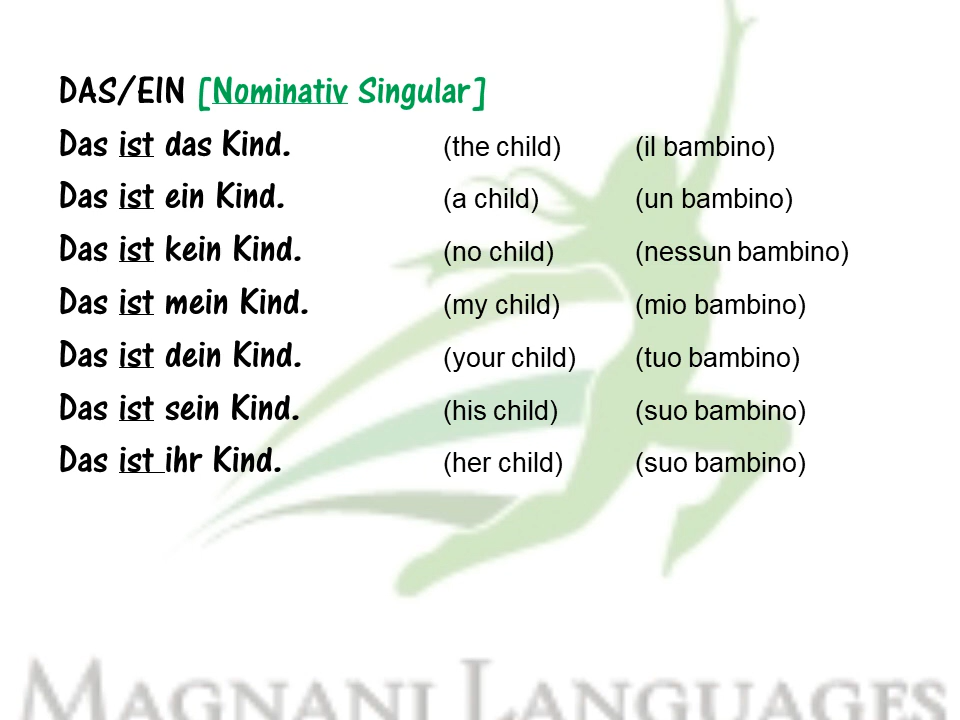 DAS/EIN [Nominativ Singular]
Das ist das Kind. (the child) (il bambino)
Das ist ein Kind. (a child) (un bambino)
Das ist kein Kind. (no child) (nessun bambino)
Das ist mein Kind. (my child) (mio bambino)
Das ist dein Kind. (your child) (tuo bambino)
Das ist sein Kind. (his child) (suo bambino)
Das ist ihr Kind. (her child) (suo bambino)
MAGNANI LANGUAGES